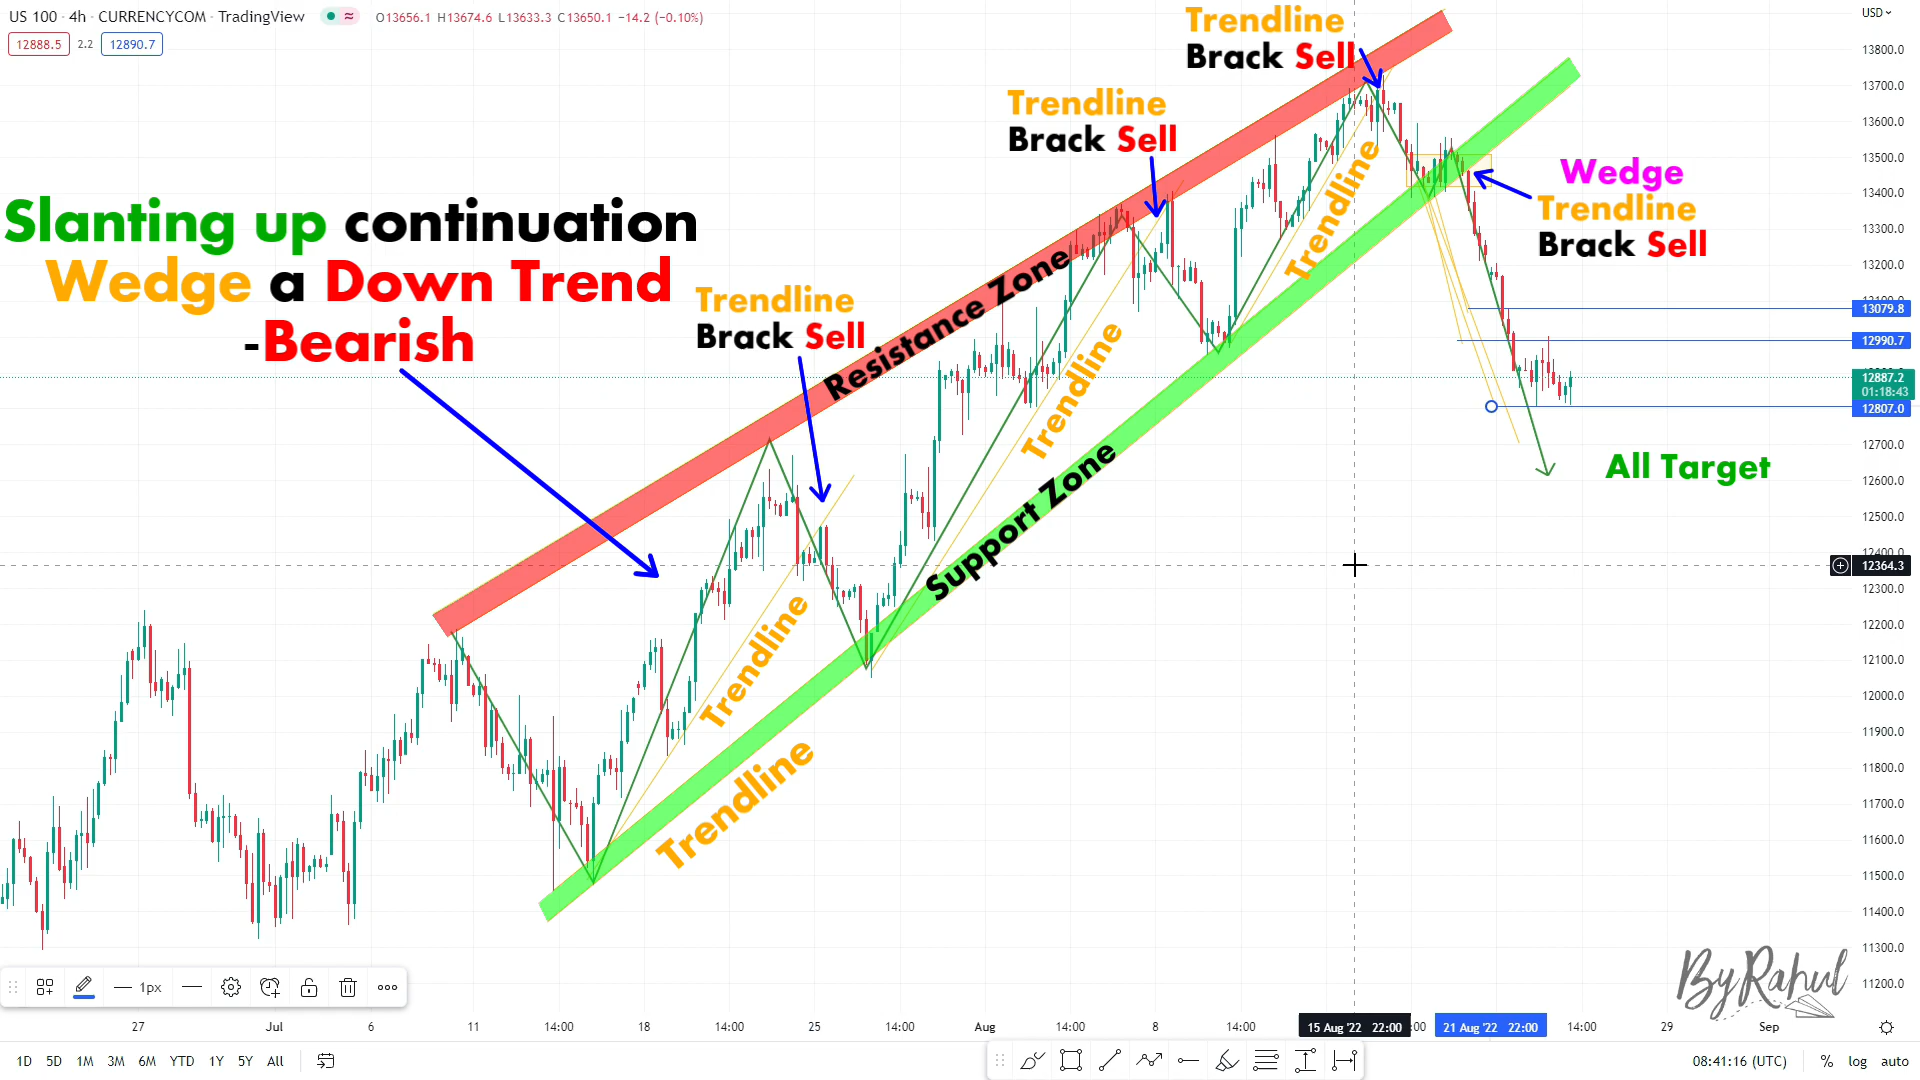 US 100 · 4h · CURRENCYCOM · TradingView
O13656.1 H13674.6 L13633.3 C13650.1 −14.2 (−0.10%)
12888.5 2.2 12890.7
USD
Trendline
Brack Sell
Trendline
Brack Sell
Wedge
Trendline
Brack Sell
Slanting up continuation
Wedge a Down Trend
-Bearish
Trendline
Brack Sell
Resistance Zone
Trendline
Trendline
Support Zone
Trendline
Trendline
All Target
13800.0
13700.0
13600.0
13500.0
13400.0
13300.0
13200.0
13079.8
12990.7
12887.2
01:18:43
12807.0
12700.0
12600.0
12500.0
12400.0
12364.3
12300.0
12200.0
12100.0
12000.0
11900.0
11800.0
11700.0
11600.0
11500.0
11400.0
11300.0
11200.0
ByRahul
1px
27 Jul 6 11 14:00 18 14:00 25 14:00 Aug 14:00 8 14:00 15 Aug '22 22:00 :00 21 Aug '22 22:00 14:00 29 Sep
1D 5D 1M 3M 6M YTD 1Y 5Y All
08:41:16 (UTC) % log auto